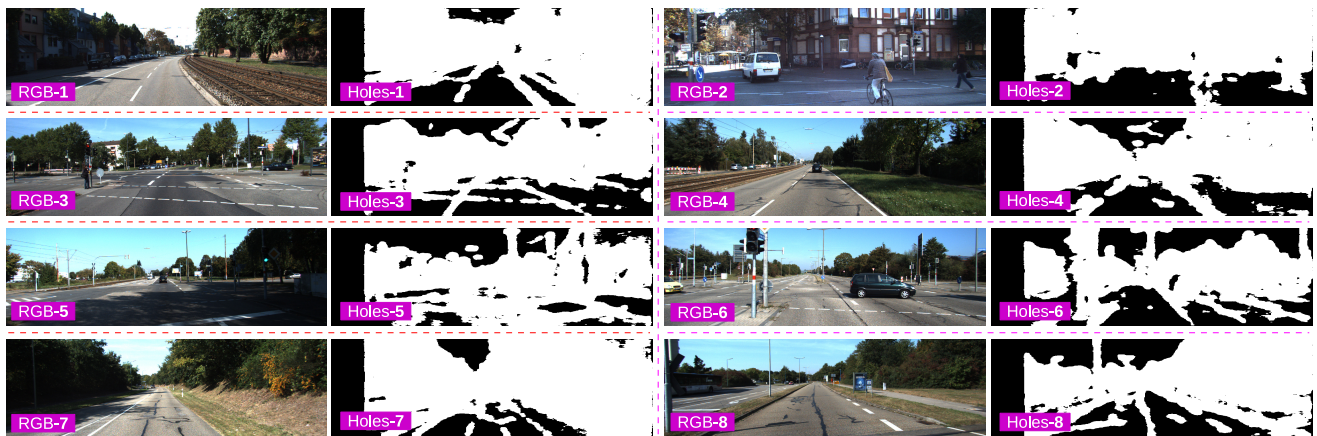 RGB-1
Holes-1
RGB-2
Holes-2
RGB-3
Holes-3
RGB-4
Holes-4
RGB-5
Holes-5
RGB-6
Holes-6
RGB-7
Holes-7
RGB-8
Holes-8